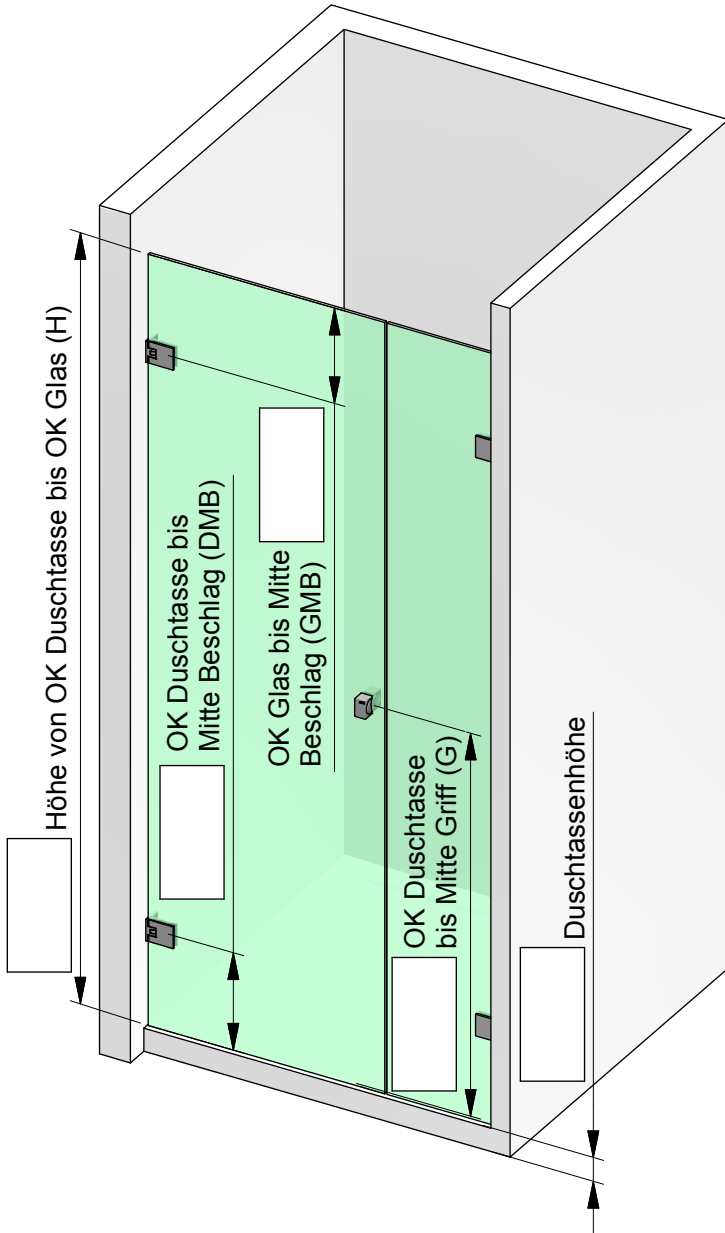 Höhe von OK Duschtasse bis OK Glas (H)
OK Duschtasse bis
Mitte Beschlag (DMB)
OK Glas bis Mitte
Beschlag (GMB)
OK Duschtasse
bis Mitte Griff (G)
Duschtassenhöhe